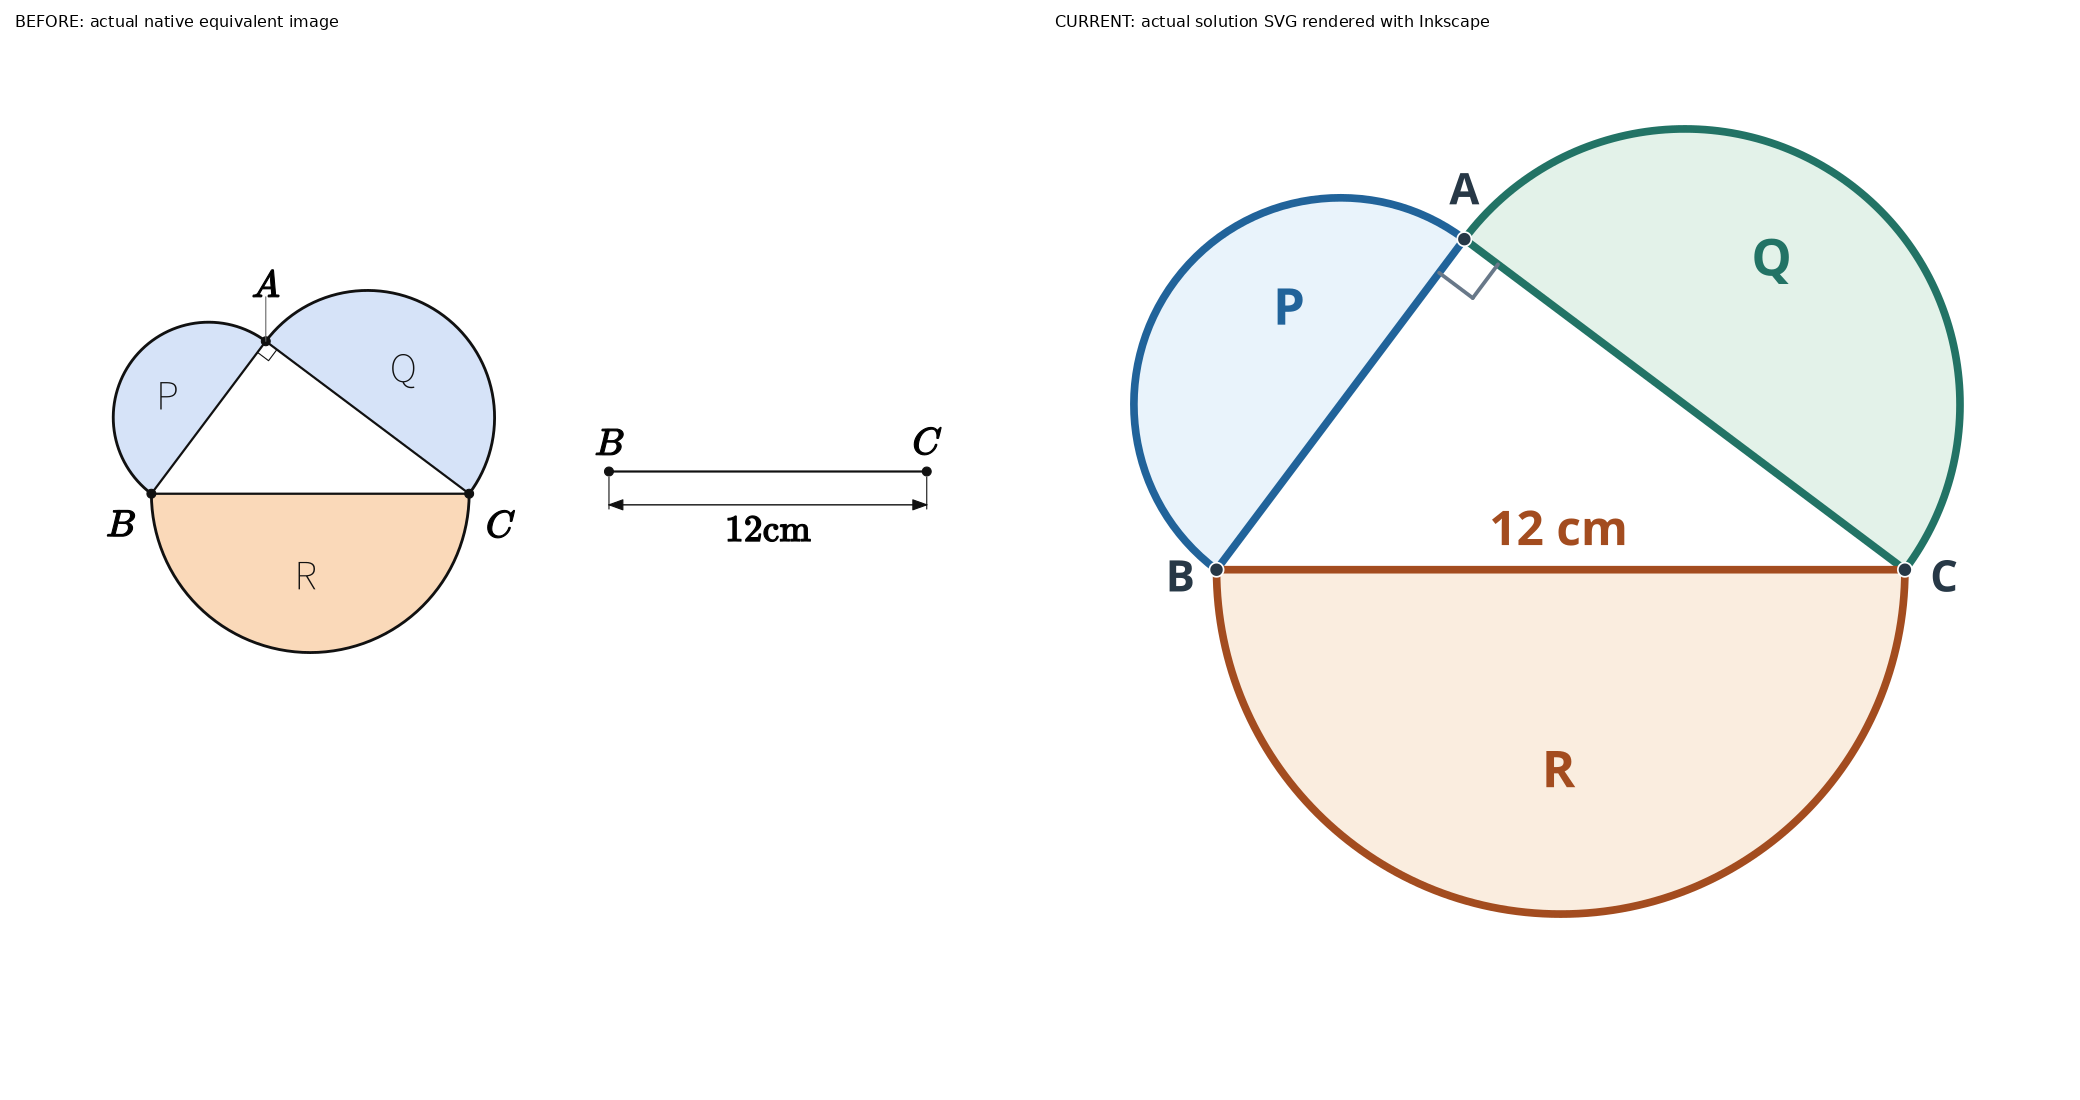 BEFORE: actual native equivalent image
CURRENT: actual solution SVG rendered with Inkscape
A
P
Q
B
C
R
B
C
12cm
A
P
Q
12 cm
B
C
R